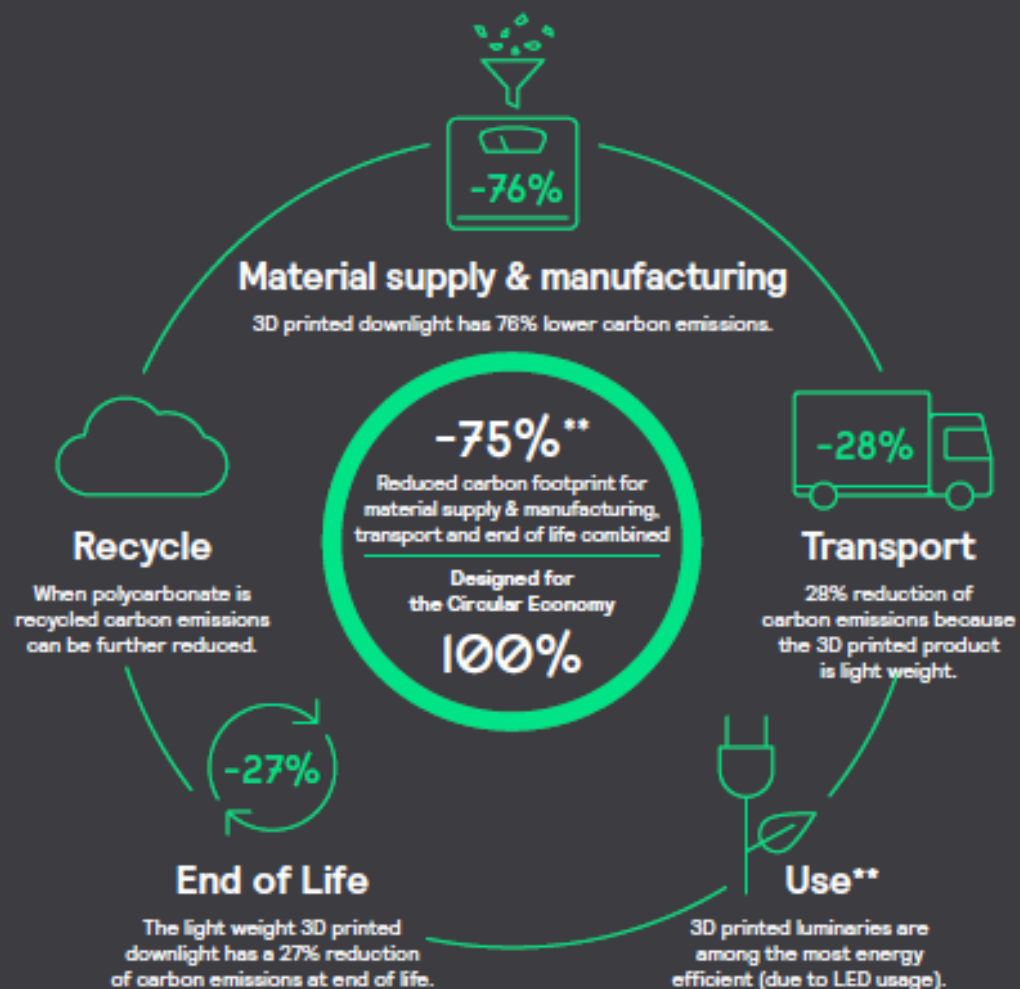 -76%
Material supply & manufacturing
3D printed downlight has 76% lower carbon emissions.
-75%**
Reduced carbon footprint for
material supply & manufacturing,
transport and end of life combined
Designed for
the Circular Economy
100%
-28%
Transport
28% reduction of
carbon emissions because
the 3D printed product
is light weight.
Use**
3D printed luminaries are
among the most energy
efficient (due to LED usage).
-27%
End of Life
The light weight 3D printed
downlight has a 27% reduction
of carbon emissions at end of life.
Recycle
When polycarbonate is
recycled carbon emissions
can be further reduced.